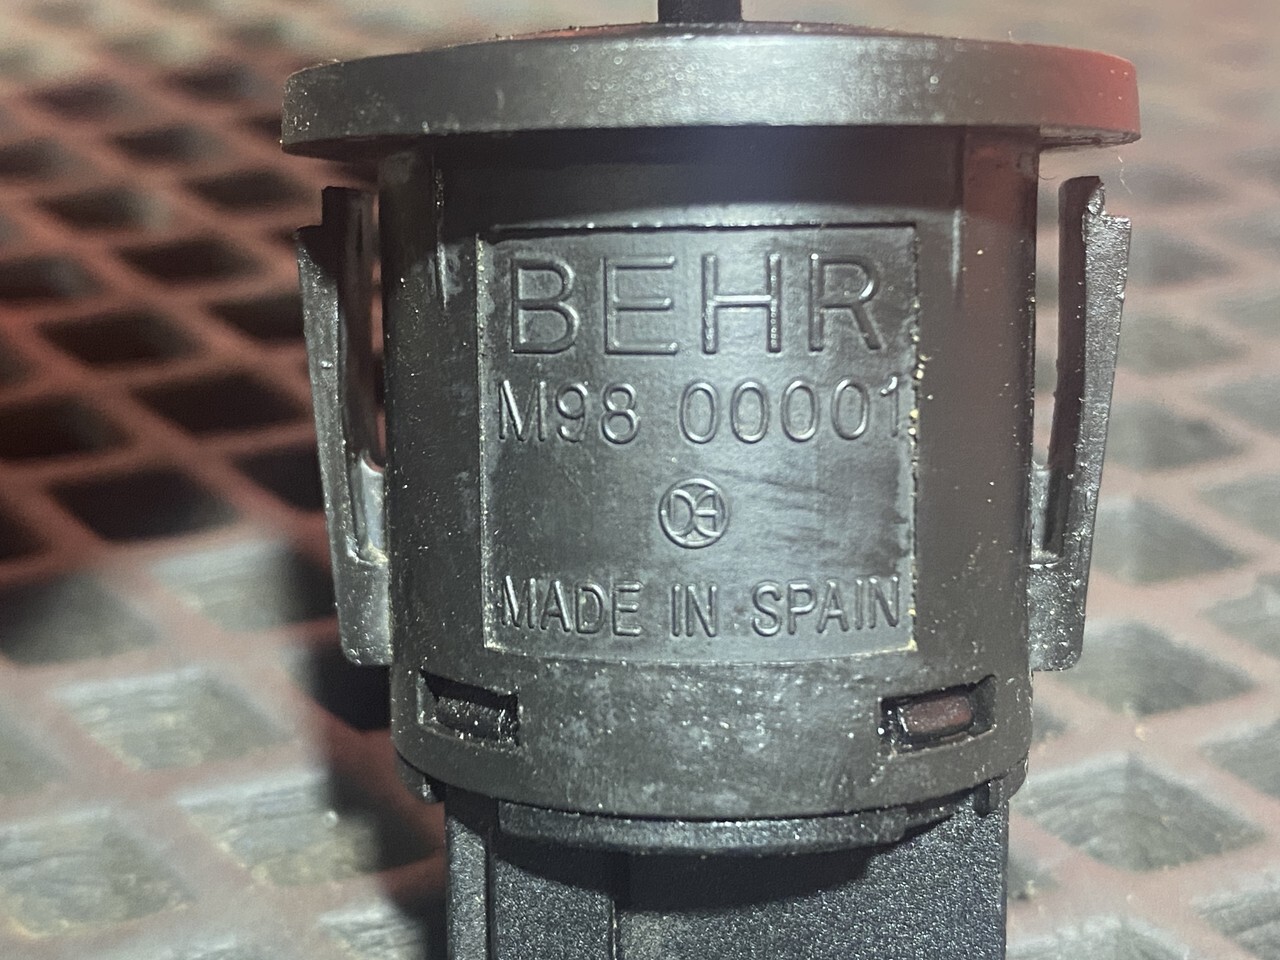 BEHR
M98 00001
MADE IN SPAIN